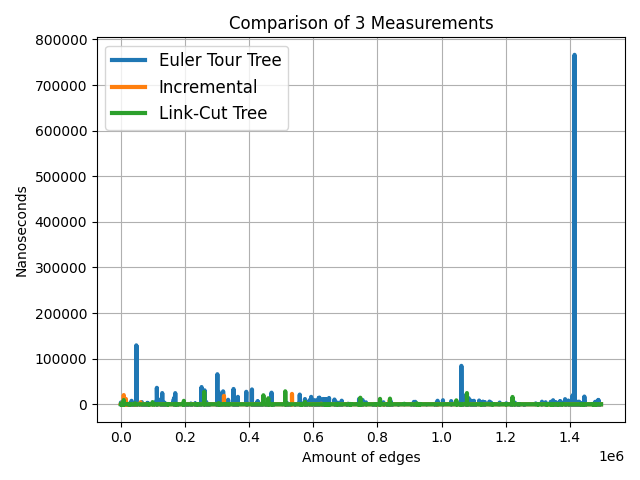 Comparison of 3 Measurements
800000
700000
600000
500000
400000
300000
200000
100000
0
Nanoseconds
Euler Tour Tree
Incremental
Link-Cut Tree
0.0 0.2 0.4 0.6 0.8 1.0 1.2 1.4
1e6
Amount of edges